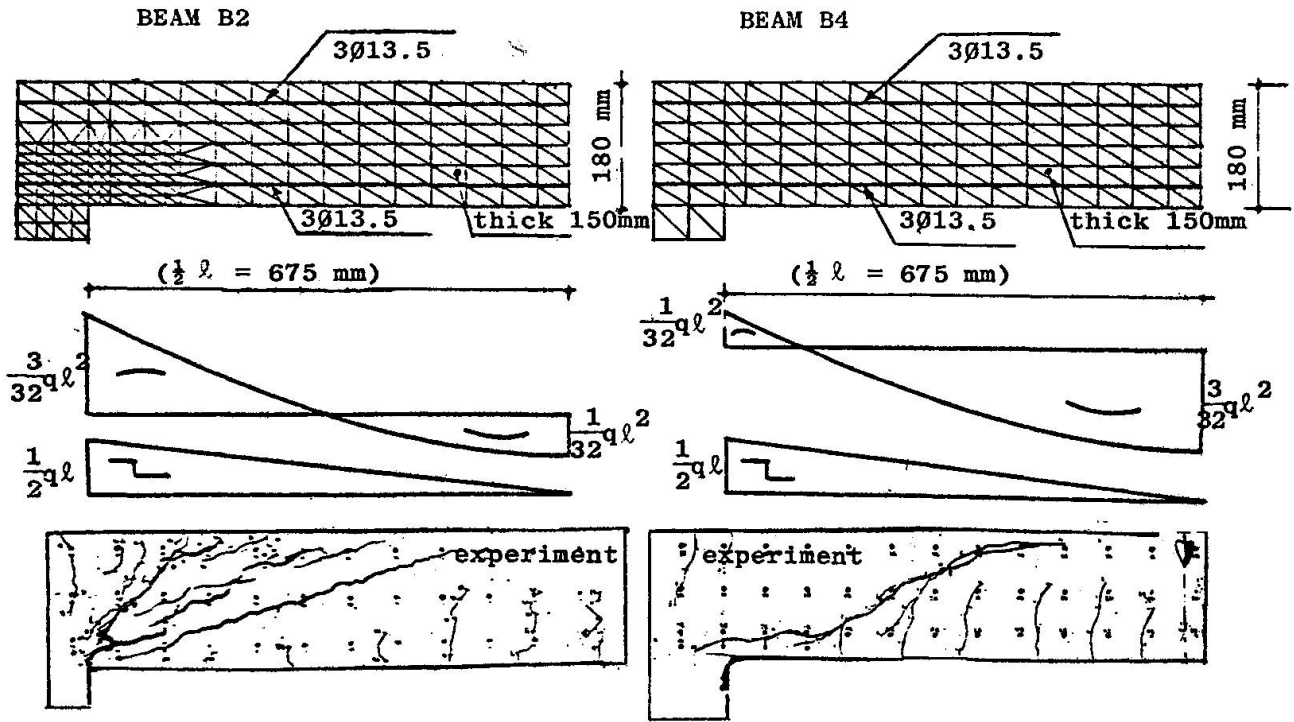 BEAM B2
3Ø13.5
180 mm
3Ø13.5
thick 150mm
(½ ℓ = 675 mm)
3/32 qℓ²
1/32 qℓ²
1/2 qℓ
experiment
BEAM B4
3Ø13.5
180 mm
3Ø13.5
thick 150mm
(½ ℓ = 675 mm)
1/32 qℓ²
3/32 qℓ²
1/2 qℓ
experiment